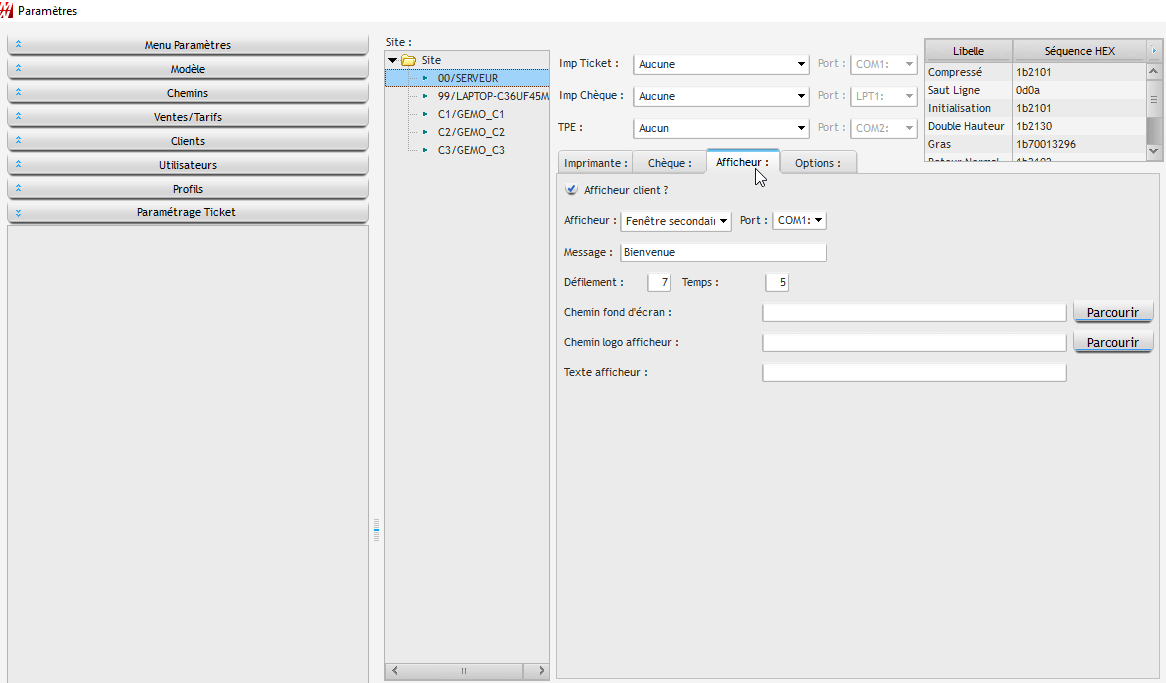 Paramètres
Menu Paramètres
Modèle
Chemins
Ventes/Tarifs
Clients
Utilisateurs
Profils
Paramétrage Ticket
Site :
Site
00/SERVEUR
99/LAPTOP-C36UF45M
C1/GEMO_C1
C2/GEMO_C2
C3/GEMO_C3
Imp Ticket : Aucune Port : COM1:
Imp Chèque : Aucune Port : LPT1:
TPE : Aucun Port : COM2:
Libelle Séquence HEX
Compressé 1b2101
Saut Ligne 0d0a
Initialisation 1b2101
Double Hauteur 1b2130
Gras 1b70013296
Imprimante : Chèque : Afficheur : Options :
Afficheur client ?
Afficheur : Fenêtre secondair Port : COM1:
Message : Bienvenue
Défilement : 7 Temps : 5
Chemin fond d'écran : Parcourir
Chemin logo afficheur : Parcourir
Texte afficheur :